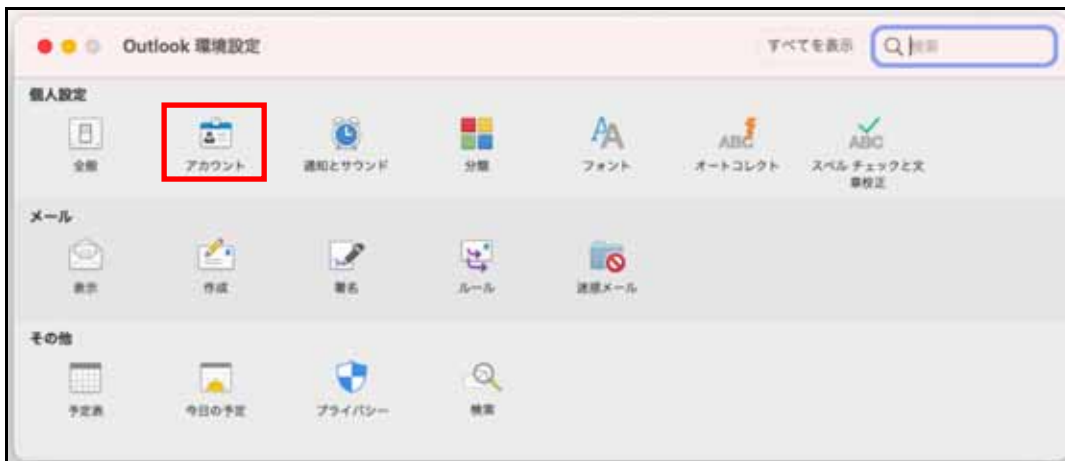 Outlook 環境設定
すべてを表示
検索
個人設定
全般
アカウント
通知とサウンド
分類
フォント
ABC
オートコレクト
ABC
スペル チェックと文
章校正
メール
表示
作成
署名
ルール
迷惑メール
その他
予定表
今日の予定
プライバシー
検索